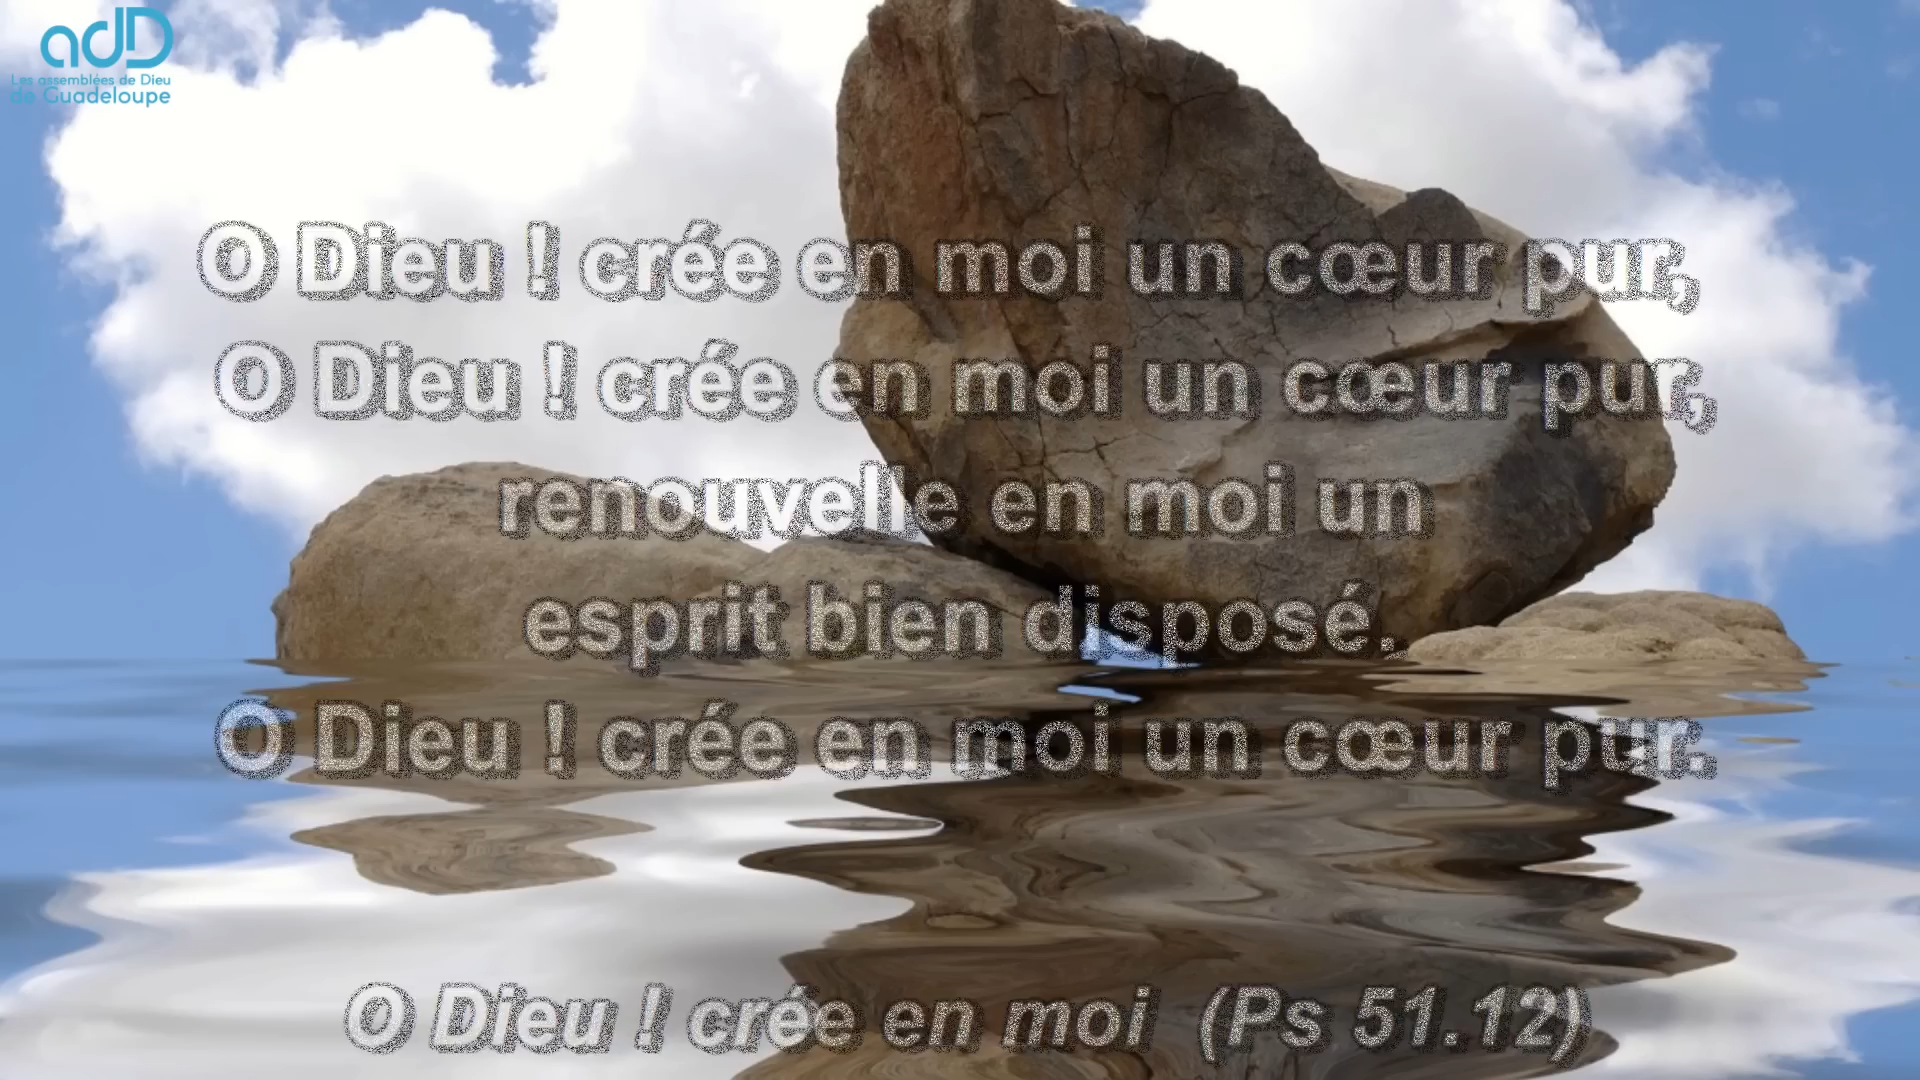 adD
Les assemblées de Dieu
de Guadeloupe
O Dieu ! crée en moi un cœur pur,
O Dieu ! crée en moi un cœur pur,
renouvelle en moi un
esprit bien disposé.
O Dieu ! crée en moi un cœur pur.
O Dieu ! crée en moi (Ps 51.12)